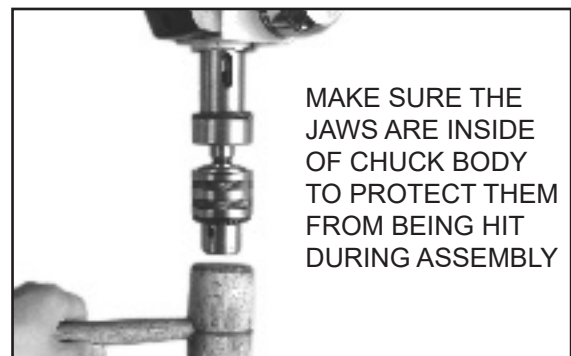 MAKE SURE THE
JAWS ARE INSIDE
OF CHUCK BODY
TO PROTECT THEM
FROM BEING HIT
DURING ASSEMBLY